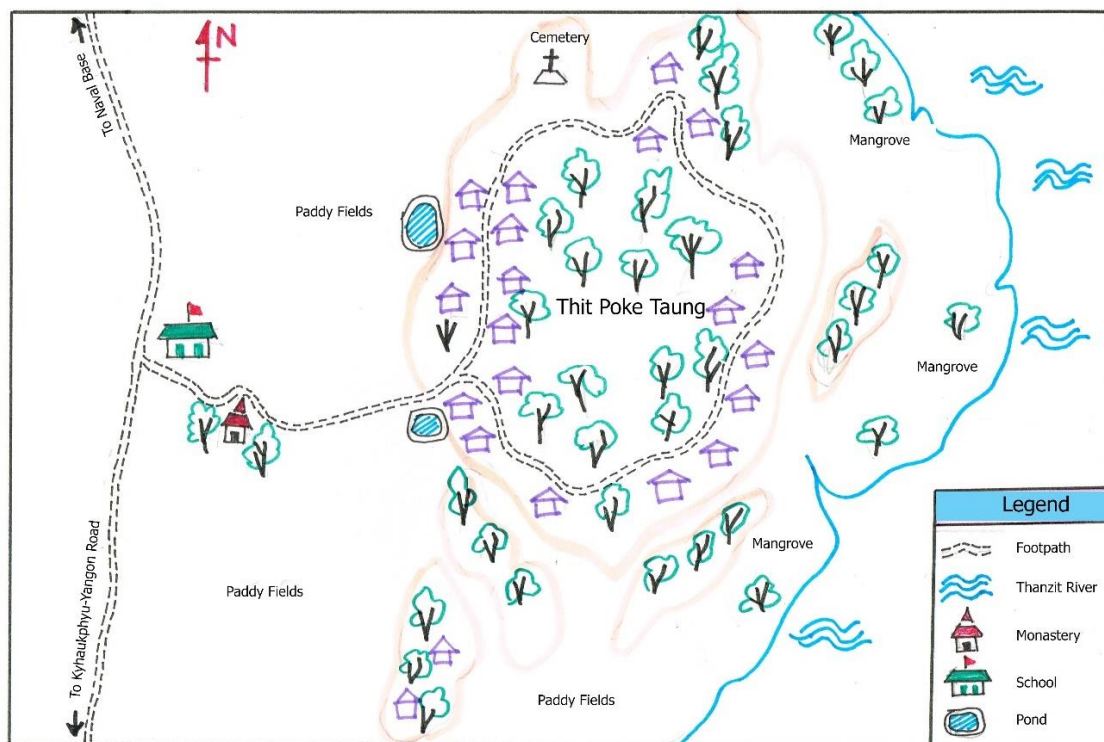 N
Cemetery
To Naval Base
Mangrove
Paddy Fields
Thit Poke Taung
Mangrove
Legend
Footpath
Mangrove
Thanzit River
Paddy Fields
Monastery
To Kyhaukphyu-Yangon Road
School
Paddy Fields
Pond